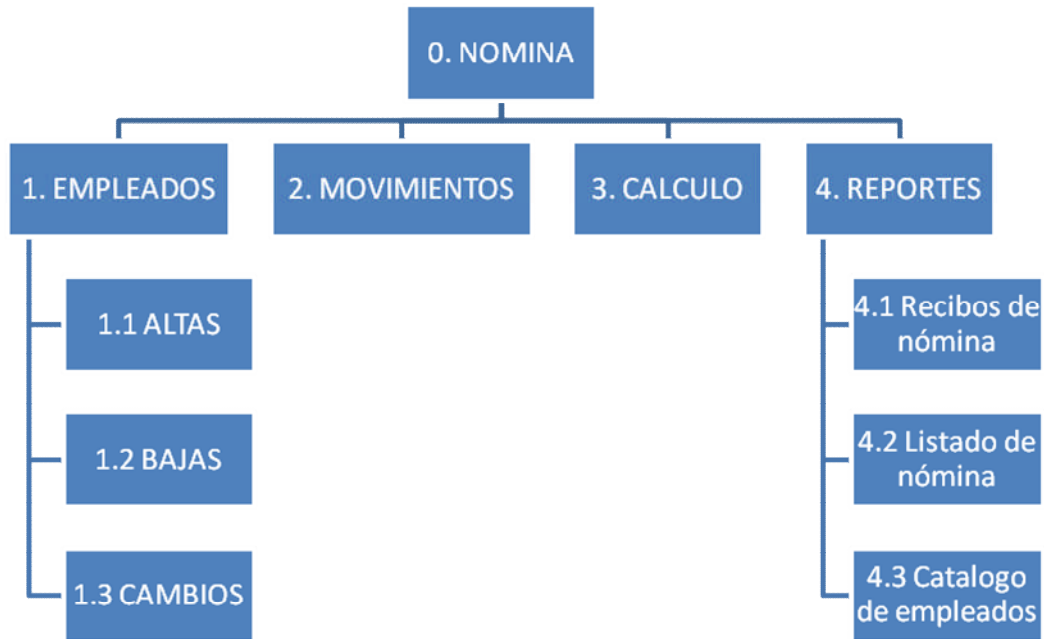 0. NOMINA
1. EMPLEADOS
2. MOVIMIENTOS
3. CALCULO
4. REPORTES
1.1 ALTAS
1.2 BAJAS
1.3 CAMBIOS
4.1 Recibos de
nómina
4.2 Listado de
nómina
4.3 Catalogo
de empleados